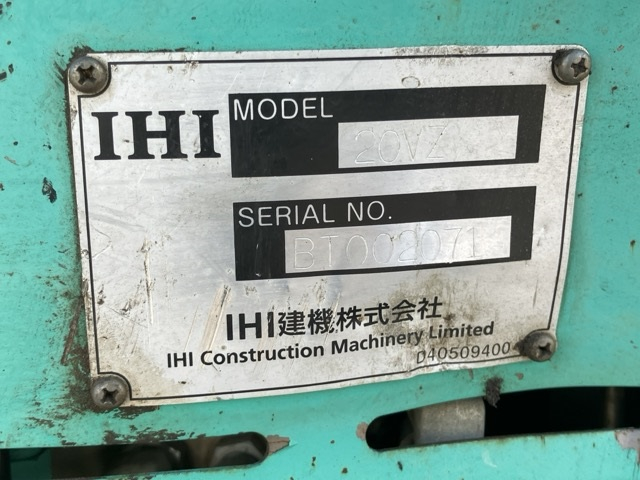 IHI
MODEL
20VZ
SERIAL NO.
BT002071
IHI建機株式会社
IHI Construction Machinery Limited
D40509400